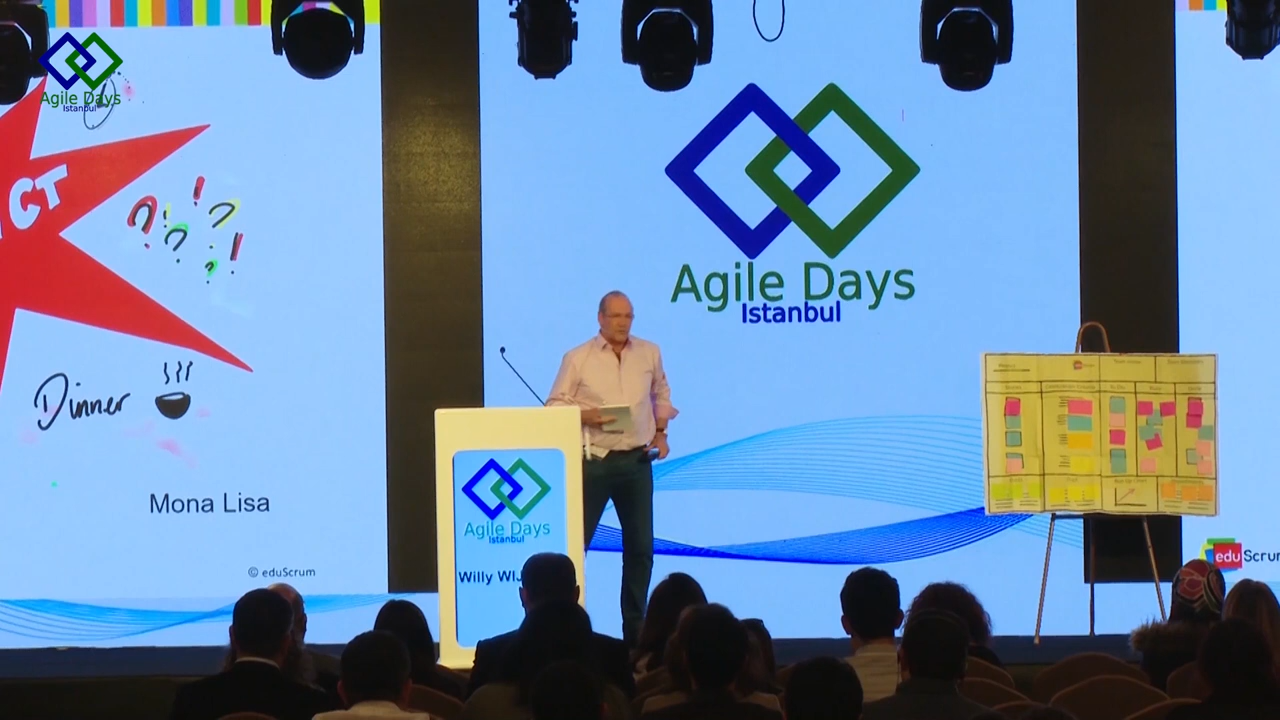 Agile Days
Istanbul
CT
Dinner
Mona Lisa
© eduScrum
Agile Days
Istanbul
Agile Days
Istanbul
Willy WIJ
eduScrum